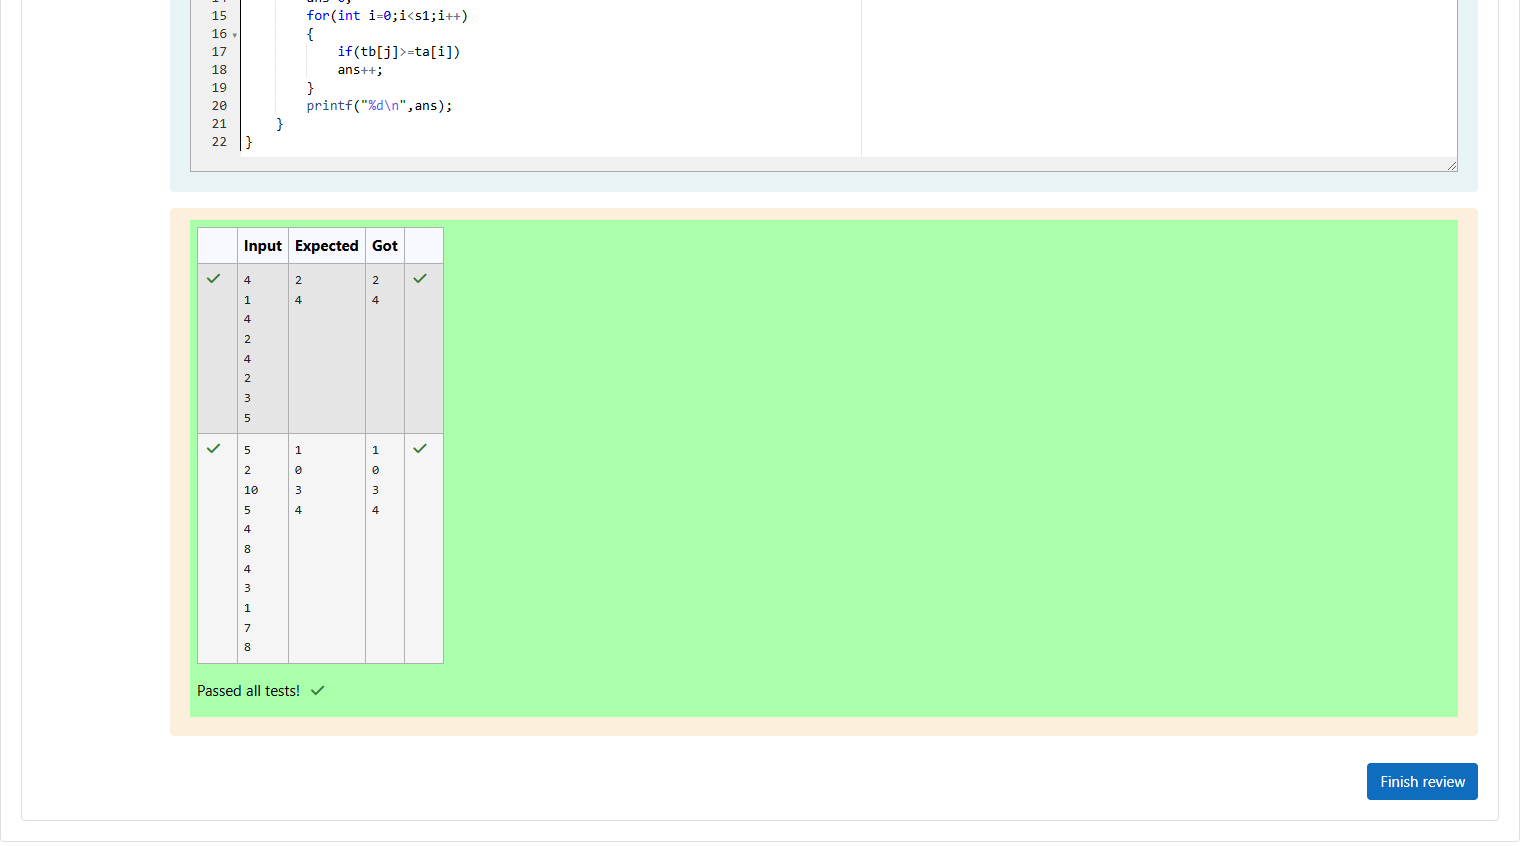 15 for(int i=0;i<s1;i++)
16 {
17 if(tb[j]>=ta[i])
18 ans++;
19 }
20 printf("%d\n",ans);
21 }
22 }
Input Expected Got
4 2 2
1 4 4
4
2
4
2
3
5
5 1 1
2 0 0
10 3 3
5 4 4
4
8
4
3
1
7
8
Passed all tests!
Finish review